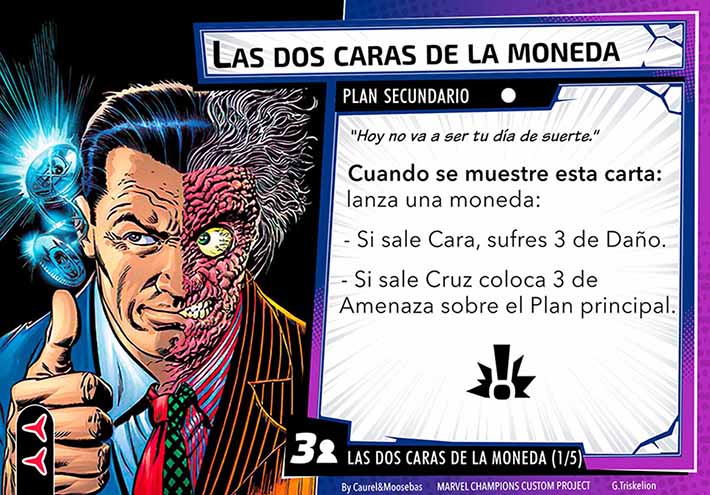 LAS DOS CARAS DE LA MONEDA
PLAN SECUNDARIO
"Hoy no va a ser tu día de suerte."
Cuando se muestre esta carta:
lanza una moneda:
- Si sale Cara, sufres 3 de Daño.
- Si sale Cruz coloca 3 de
Amenaza sobre el Plan principal.
3
LAS DOS CARAS DE LA MONEDA (1/5)
By Caurel&Moosebas MARVEL CHAMPIONS CUSTOM PROJECT G.Triskelion